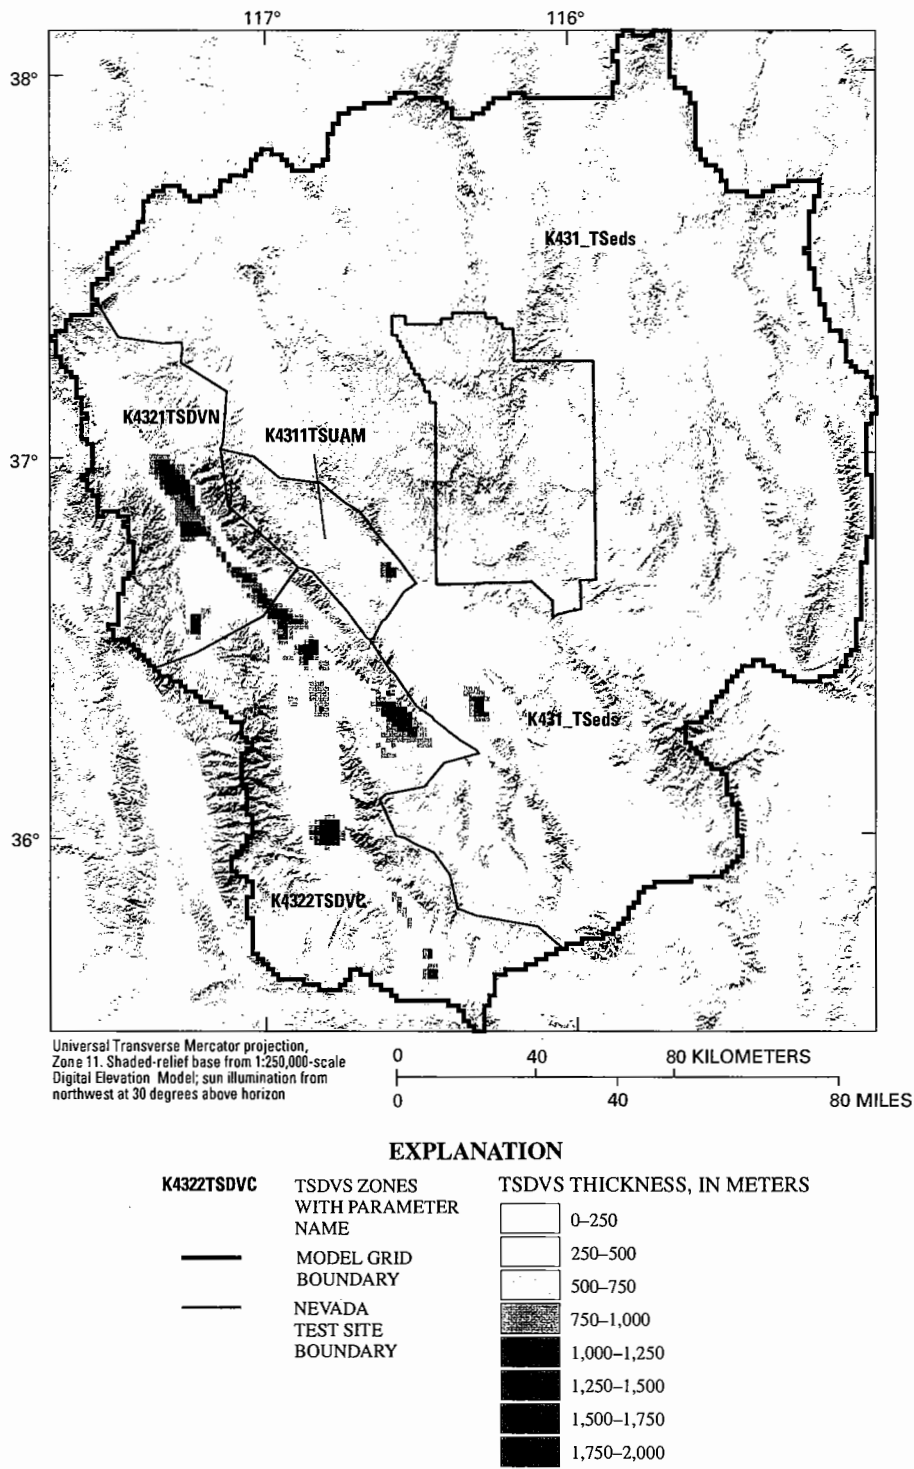 117°
116°
38°
K431_TSeds
K4321TSDVN
K4311TSUAM
37°
K431_TSeds
36°
K4322TSDVC
Universal Transverse Mercator projection,
Zone 11. Shaded-relief base from 1:250,000-scale
Digital Elevation Model; sun illumination from
northwest at 30 degrees above horizon
0 40 80 KILOMETERS
0 40 80 MILES
EXPLANATION
K4322TSDVC
TSDVS ZONES
WITH PARAMETER
NAME
MODEL GRID
BOUNDARY
NEVADA
TEST SITE
BOUNDARY
TSDVS THICKNESS, IN METERS
0–250
250–500
500–750
750–1,000
1,000–1,250
1,250–1,500
1,500–1,750
1,750–2,000